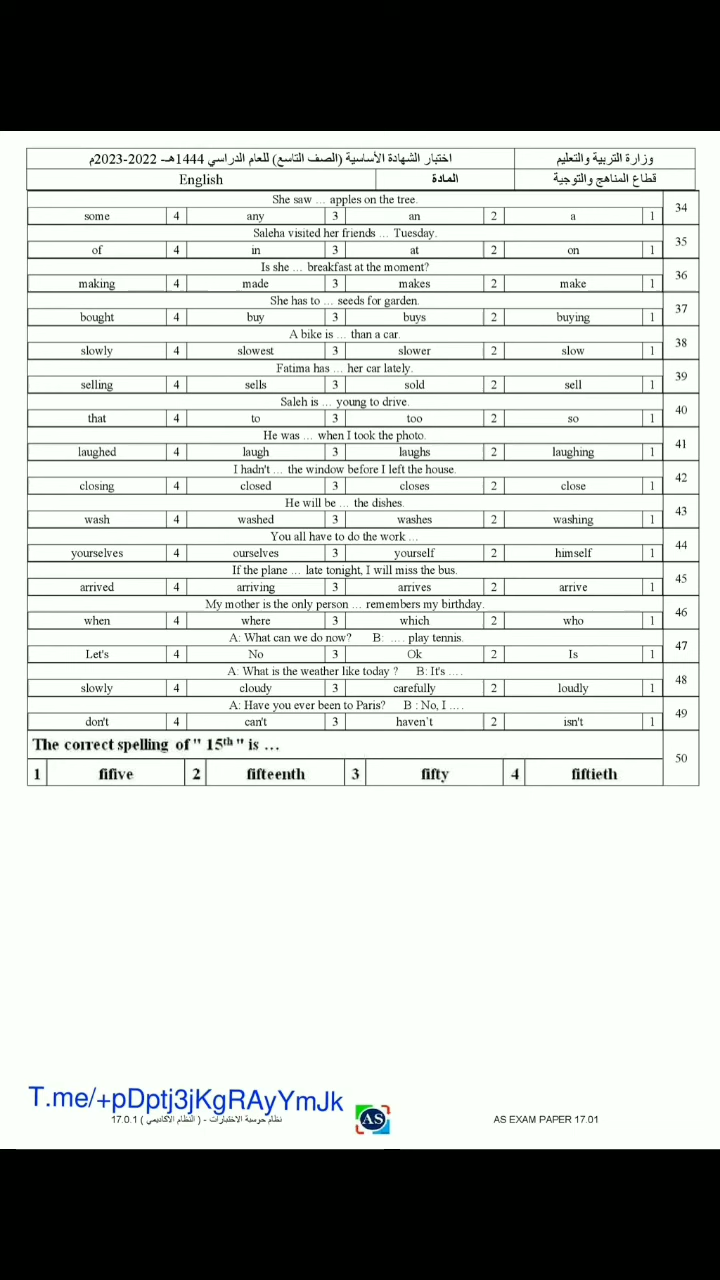 وزارة التربية والتعليم اختبار الشهادة الأساسية (الصف التاسع) للعام الدراسي 1444هـ- 2022-2023م
قطاع المناهج والتوجية المادة English
34 She saw ... apples on the tree.
some 4 any 3 an 2 a 1
35 Saleha visited her friends ... Tuesday.
of 4 in 3 at 2 on 1
36 Is she ... breakfast at the moment?
making 4 made 3 makes 2 make 1
37 She has to ... seeds for garden.
bought 4 buy 3 buys 2 buying 1
38 A bike is ... than a car.
slowly 4 slowest 3 slower 2 slow 1
39 Fatima has ... her car lately.
selling 4 sells 3 sold 2 sell 1
40 Saleh is ... young to drive.
that 4 to 3 too 2 so 1
41 He was ... when I took the photo.
laughed 4 laugh 3 laughs 2 laughing 1
42 I hadn't ... the window before I left the house.
closing 4 closed 3 closes 2 close 1
43 He will be ... the dishes.
wash 4 washed 3 washes 2 washing 1
44 You all have to do the work ...
yourselves 4 ourselves 3 yourself 2 himself 1
45 If the plane ... late tonight, I will miss the bus.
arrived 4 arriving 3 arrives 2 arrive 1
46 My mother is the only person ... remembers my birthday.
when 4 where 3 which 2 who 1
47 A: What can we do now? B: .... play tennis.
Let's 4 No 3 Ok 2 Is 1
48 A: What is the weather like today ? B: It's ....
slowly 4 cloudy 3 carefully 2 loudly 1
49 A: Have you ever been to Paris? B : No, I ....
don't 4 can't 3 haven't 2 isn't 1
50 The correct spelling of " 15th " is ...
1 fifive 2 fifteenth 3 fifty 4 fiftieth
T.me/+pDptj3jKgRAyYmJk
نظام حوسبة الاختبارات - ( النظام الاكاديمي ) 17.0.1 AS AS EXAM PAPER 17.01